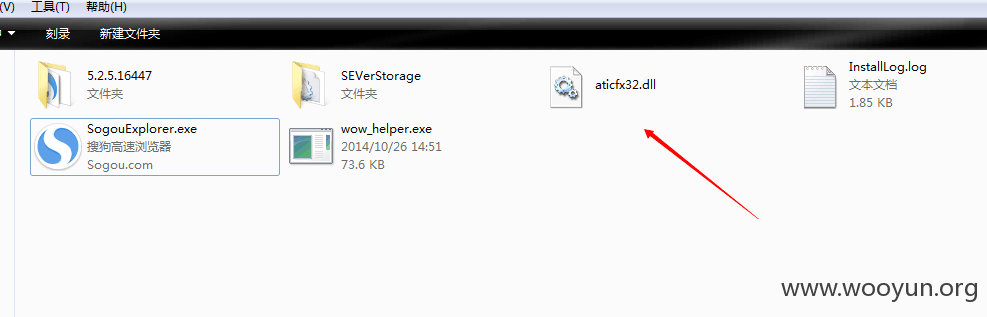 (V) 工具(T) 帮助(H)
刻录 新建文件夹
5.2.5.16447
文件夹
SEVerStorage
文件夹
aticfx32.dll
InstallLog.log
文本文档
1.85 KB
SogouExplorer.exe
搜狗高速浏览器
Sogou.com
wow_helper.exe
2014/10/26 14:51
73.6 KB
www.wooyun.org